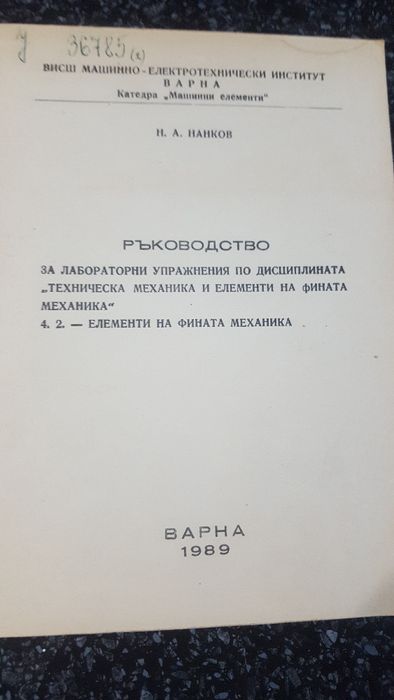 У 36785(х)
ВИСШ МАШИННО-ЕЛЕКТРОТЕХНИЧЕСКИ ИНСТИТУТ
ВАРНА
Катедра „Машинни елементи“
Н. А. НАНКОВ
РЪКОВОДСТВО
ЗА ЛАБОРАТОРНИ УПРАЖНЕНИЯ ПО ДИСЦИПЛИНАТА
„ТЕХНИЧЕСКА МЕХАНИКА И ЕЛЕМЕНТИ НА фИНАТА
МЕХАНИКА“
4. 2. — ЕЛЕМЕНТИ НА ФИНАТА МЕХАНИКА
ВАРНА
1989